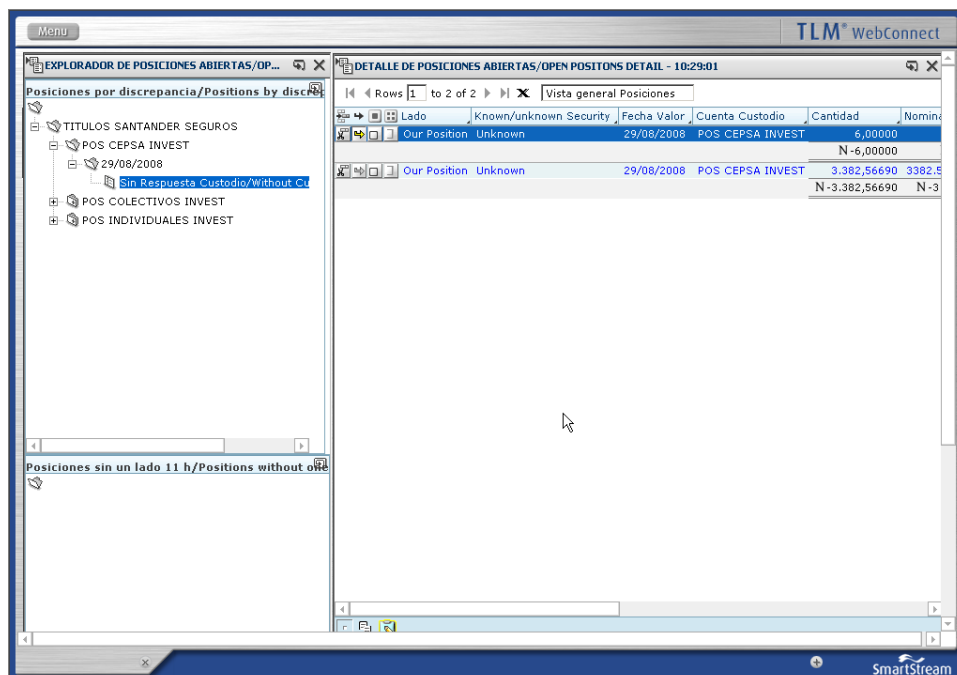 Menu
TLM® WebConnect
EXPLORADOR DE POSICIONES ABIERTAS/OP...
Posiciones por discrepancia/Positions by discre
TITULOS SANTANDER SEGUROS
POS CEPSA INVEST
29/08/2008
Sin Respuesta Custodio/Without Cu
POS COLECTIVOS INVEST
POS INDIVIDUALES INVEST
Posiciones sin un lado 11 h/Positions without one
DETALLE DE POSICIONES ABIERTAS/OPEN POSITONS DETAIL - 10:29:01
Rows 1 to 2 of 2 X Vista general Posiciones
Lado Known/unknown Security Fecha Valor Cuenta Custodio Cantidad Nomina
Our Position Unknown 29/08/2008 POS CEPSA INVEST 6,00000
N -6,00000
Our Position Unknown 29/08/2008 POS CEPSA INVEST 3.382,56690 3382.5
N -3.382,56690 N -3
SmartStream